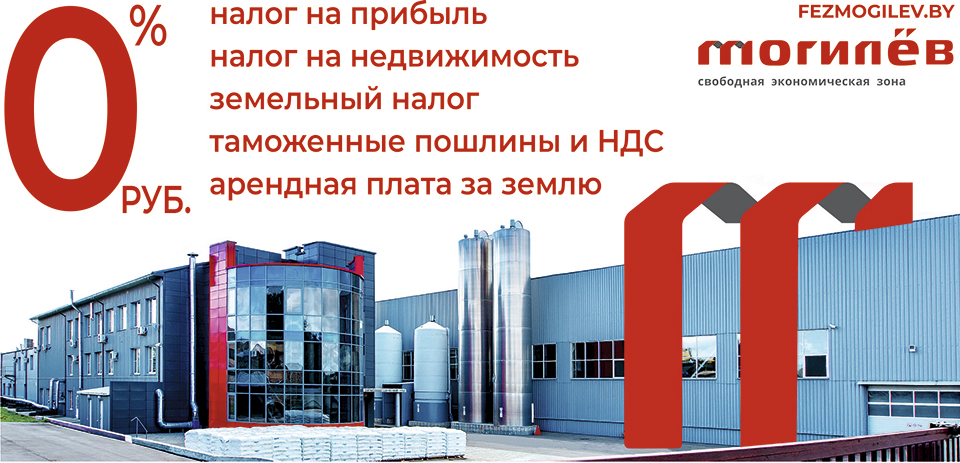 0 %
РУБ.
налог на прибыль
налог на недвижимость
земельный налог
таможенные пошлины и НДС
арендная плата за землю
FEZMOGILEV.BY
могилёв
свободная экономическая зона